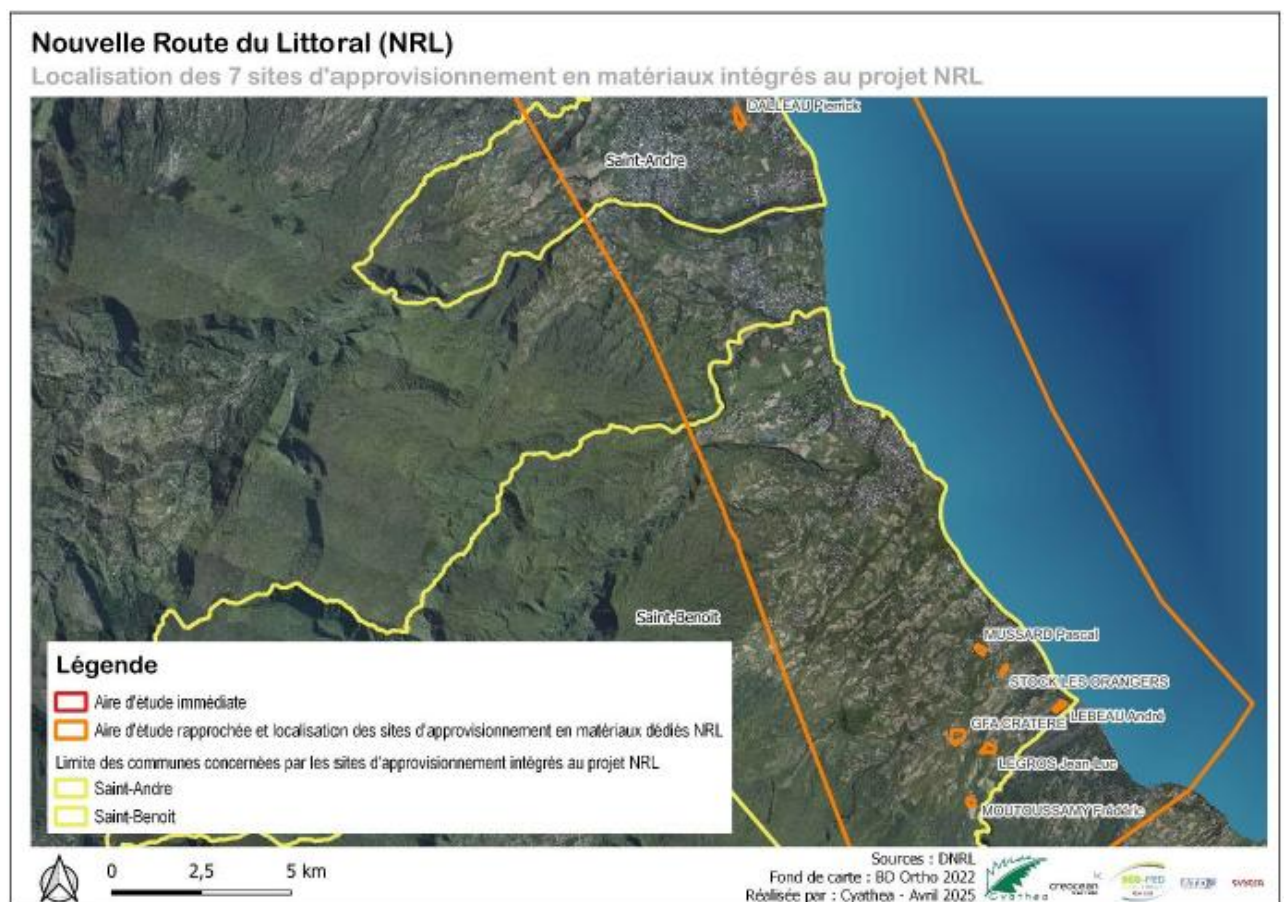 Nouvelle Route du Littoral (NRL)
Localisation des 7 sites d'approvisionnement en matériaux intégrés au projet NRL
DALLEAU Pierrick
Saint-Andre
Saint-Benoit
MUSSARD Pascal
STOCK LES ORANGERS
LEBEAU André
GFA CRATERE
LEGROS Jean-Luc
MOUTOUSSAMY Frédéric
Légende
Aire d'étude immédiate
Aire d'étude rapprochée et localisation des sites d'approvisionnement en matériaux dédiés NRL
Limite des communes concernées par les sites d'approvisionnement intégrés au projet NRL
Saint-Andre
Saint-Benoit
0 2,5 5 km
Sources : DNRL
Fond de carte : BD Ortho 2022
Réalisée par : Cyathea - Avril 2025
Cyathea
creocean